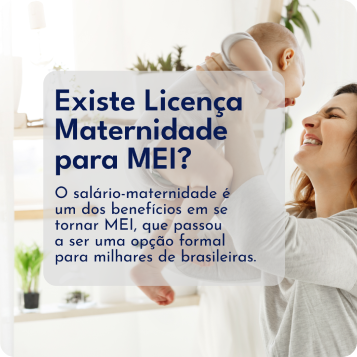 Existe Licença
Maternidade
para MEI?
O salário-maternidade é
um dos benefícios em se
tornar MEI, que passou
a ser uma opção formal
para milhares de brasileiras.